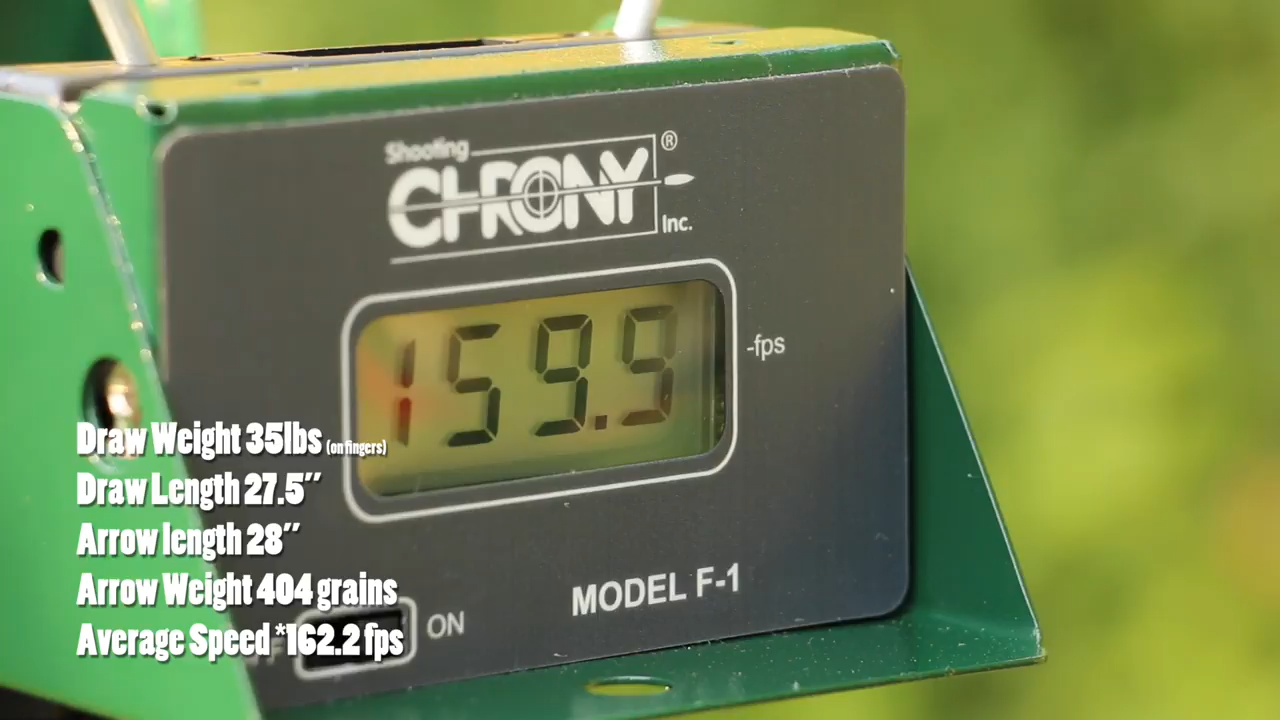 Shooting
CHRONY®
Inc.
159.9
-fps
Draw Weight 35lbs (on fingers)
Draw Length 27.5"
Arrow length 28"
Arrow Weight 404 grains
Average Speed *162.2 fps
MODEL F-1
ON